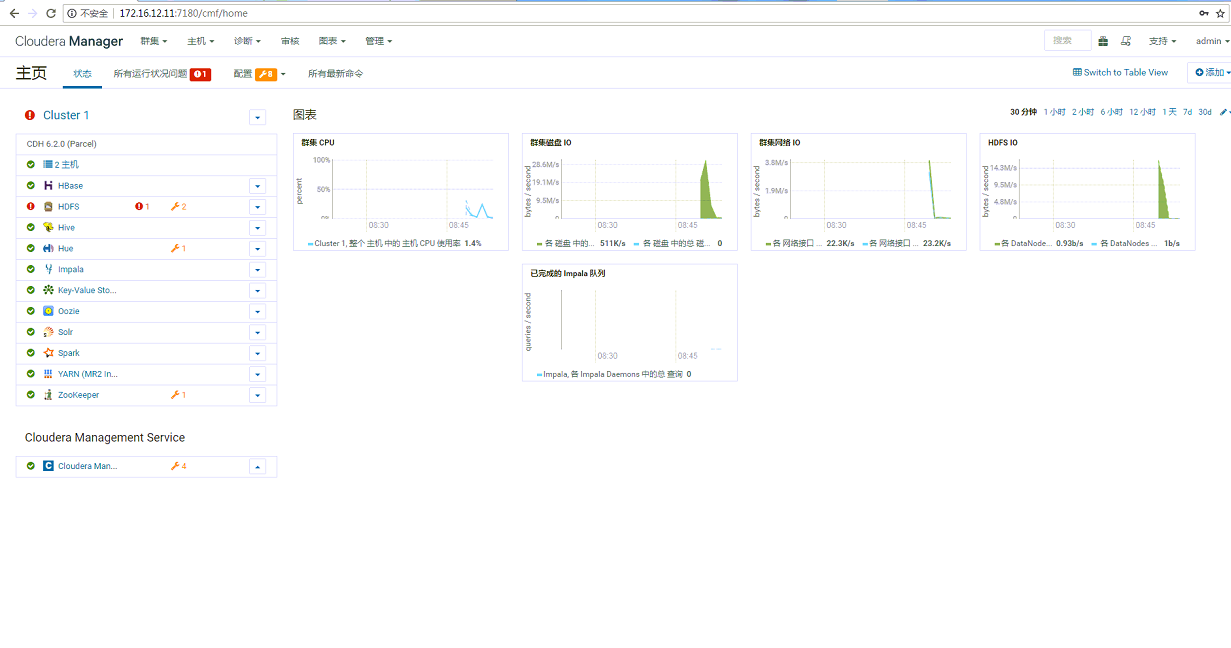 不安全 172.16.12.11:7180/cmf/home
Cloudera Manager 群集 主机 诊断 审核 图表 管理 搜索 支持 admin
主页 状态 所有运行状况问题 1 配置 8 所有最新命令 Switch to Table View 添加
Cluster 1
图表
30 分钟 1 小时 2 小时 6 小时 12 小时 1 天 7d 30d
CDH 6.2.0 (Parcel)
2 主机
HBase
HDFS 1 2
Hive
Hue 1
Impala
Key-Value Sto...
Oozie
Solr
Spark
YARN (MR2 In...
ZooKeeper 1
Cloudera Management Service
Cloudera Man... 4
群集 CPU
percent
100%
50%
0%
08:30 08:45
Cluster 1, 整个 主机 中的 主机 CPU 使用率 1.4%
群集磁盘 IO
bytes / second
28.6M/s
19.1M/s
9.5M/s
0
08:30 08:45
各 磁盘 中的... 511K/s 各 磁盘 中的总 磁... 0
群集网络 IO
bytes / second
3.8M/s
1.9M/s
0
08:30 08:45
各 网络接口 ... 22.3K/s 各 网络接口 ... 23.2K/s
HDFS IO
bytes / second
14.3M/s
9.5M/s
4.8M/s
0
08:30 08:45
各 DataNode... 0.93b/s 各 DataNodes ... 1b/s
已完成的 Impala 队列
queries / second
08:30 08:45
Impala, 各 Impala Daemons 中的总 查询 0